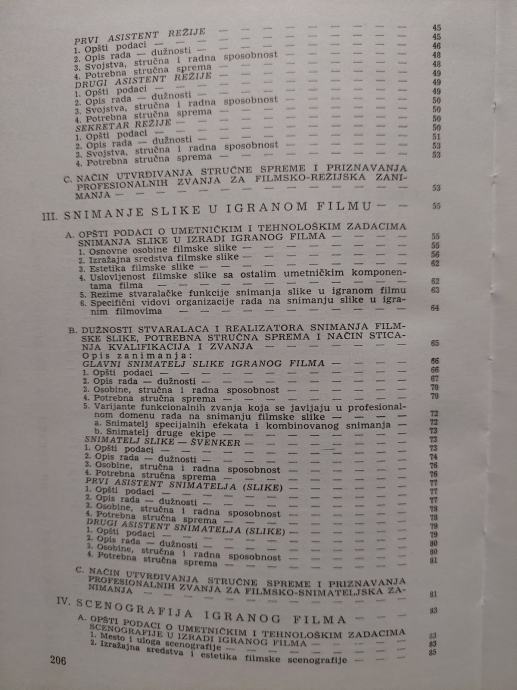 PRVI ASISTENT REŽIJE — — — — — — — 45
1. Opšti podaci — — — — — — — 45
2. Opis rada — dužnosti — — — — — — — 46
3. Svojstva, stručna i radna sposobnost — — — — 48
4. Potrebna stručna sprema — — — — — — 48
DRUGI ASISTENT REŽIJE — — — — — — 49
1. Opšti podaci — — — — — — — 49
2. Opis rada — dužnosti — — — — — — — 49
3. Svojstva, stručna i radna sposobnost — — — — 50
4. Potrebna stručna sprema — — — — — — 50
SEKRETAR REŽIJE — — — — — — — 50
1. Opšti podaci — — — — — — — 50
2. Opis rada — dužnosti — — — — — — — 51
3. Svojstva, stručna i radna sposobnost — — — — 53
4. Potrebna stručna sprema — — — — — — 53
C. NAČIN UTVRĐIVANJA STRUČNE SPREME I PRIZNAVANJA
PROFESIONALNIH ZVANJA ZA FILMSKO-REŽIJSKA ZANI-
MANJA — — — — — — — — 53
III. SNIMANJE SLIKE U IGRANOM FILMU — — 55
A. OPŠTI PODACI O UMETNIČKIM I TEHNOLOŠKIM ZADACIMA
SNIMANJA SLIKE U IZRADI IGRANOG FILMA — — — — 55
1. Osnovne osobine filmske slike — — — — — — 55
2. Izražajna sredstva filmske slike — — — — — — 56
3. Estetika filmske slike — — — — — — — 62
4. Uslovljenost filmske slike sa ostalim umetničkim komponen-
tama filma — — — — — — — — 62
5. Rezime stvaralačke funkcije snimanja slike u igranom filmu 63
6. Specifični vidovi organizacije rada na snimanju slike u igra-
nim filmovima — — — — — — — — 64
B. DUŽNOSTI STVARALACA I REALIZATORA SNIMANJA FILM-
SKE SLIKE, POTREBNA STRUČNA SPREMA I NAČIN STICA-
NJA KVALIFIKACIJA I ZVANJA — — — — — — 65
Opis zanimanja:
GLAVNI SNIMATELJ SLIKE IGRANOG FILMA — — — — 66
1. Opšti podaci — — — — — — — 66
2. Opis rada — dužnosti — — — — — — — 67
3. Osobine, stručna i radna sposobnost — — — — — 70
4. Potrebna stručna sprema — — — — — — 70
5. Varijante funkcionalnih zvanja koja se javljaju u profesional-
nom domenu rada na snimanju filmske slike — — — — 72
a. Snimatelj specijalnih efekata i kombinovanog snimanja — 72
b. Snimatelj druge ekipe — — — — — — 73
SNIMATELJ SLIKE — ŠVENKER — — — — — — 73
1. Opšti podaci — — — — — — — 73
2. Opis rada — dužnosti — — — — — — — 74
3. Osobine, stručna i radna sposobnost — — — — — 76
4. Potrebna stručna sprema — — — — — — 76
PRVI ASISTENT SNIMATELJA (SLIKE) — — — — — 77
1. Opšti podaci — — — — — — — 77
2. Opis rada — dužnosti — — — — — — — 77
3. Osobine, stručna i radna sposobnost — — — — — 78
4. Potrebna stručna sprema — — — — — — 78
DRUGI ASISTENT SNIMATELJA (SLIKE) — — — — — 79
1. Opšti podaci — — — — — — — 79
2. Opis rada — dužnosti — — — — — — — 80
3. Osobine, stručna i radna sposobnost — — — — — 80
4. Potrebna stručna sprema — — — — — — 81
C. NAČIN UTVRĐIVANJA STRUČNE SPREME I PRIZNAVANJA
PROFESIONALNIH ZVANJA ZA FILMSKO-SNIMATELJSKA ZA-
NIMANJA — — — — — — — — 81
IV. SCENOGRAFIJA IGRANOG FILMA — — — 83
A. OPŠTI PODACI O UMETNIČKIM I TEHNOLOŠKIM ZADACIMA
SCENOGRAFIJE U IZRADI IGRANOG FILMA — — — — 83
1. Mesto i uloga scenografije — — — — — — 83
2. Izražajna sredstva i estetika filmske scenografije — — — 85
206